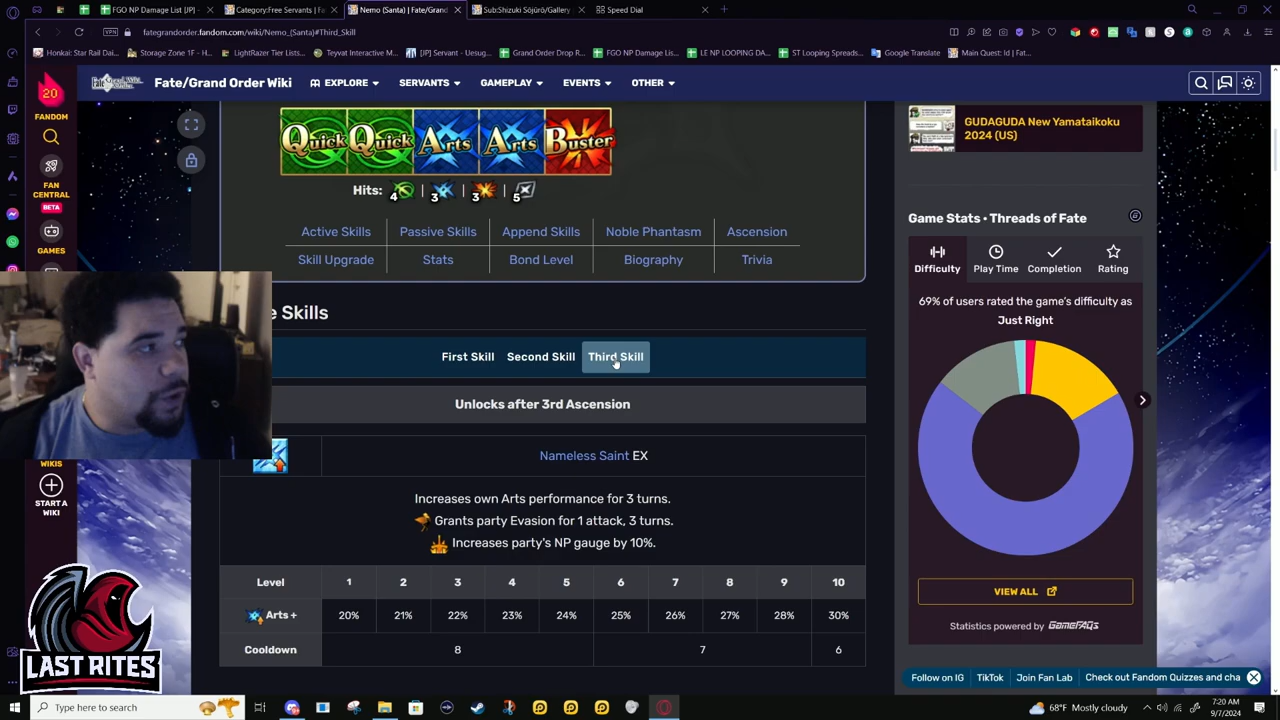 FGO NP Damage List [JP] -
Category:Free Servants | Fa
Nemo (Santa) | Fate/Grand
Sub:Shizuki Sōjūrō/Gallery
Speed Dial
VPN
fategrandorder.fandom.com/wiki/Nemo_(Santa)#Third_Skill
Honkai: Star Rail Dai...
Storage Zone 1F - H...
LightRazer Tier Lists...
Teyvat Interactive M...
[JP] Servant - Uesug...
Grand Order Drop R...
FGO NP Damage Lis...
LE NP LOOPING DA...
ST Looping Spreads...
Google Translate
Main Quest: Id | Fat...
20
FANDOM
FAN
CENTRAL
BETA
GAMES
WIKIS
START A
WIKI
Fate/Grand Order Wiki
EXPLORE
SERVANTS
GAMEPLAY
EVENTS
OTHER
Quick
Quick
Arts
Arts
Buster
Hits: 4 | 3 | 3 | 5
Active Skills
Passive Skills
Append Skills
Noble Phantasm
Ascension
Skill Upgrade
Stats
Bond Level
Biography
Trivia
e Skills
First Skill
Second Skill
Third Skill
Unlocks after 3rd Ascension
Nameless Saint EX
Increases own Arts performance for 3 turns.
Grants party Evasion for 1 attack, 3 turns.
Increases party's NP gauge by 10%.
Level 1 2 3 4 5 6 7 8 9 10
Arts + 20% 21% 22% 23% 24% 25% 26% 27% 28% 30%
Cooldown 8 7 6
GUDAGUDA New Yamataikoku
2024 (US)
Game Stats • Threads of Fate
Difficulty
Play Time
Completion
Rating
69% of users rated the game's difficulty as
Just Right
VIEW ALL
Statistics powered by GameFAQs
Follow on IG
TikTok
Join Fan Lab
Check out Fandom Quizzes and cha
LAST RITES
Type here to search
68°F Mostly cloudy
7:20 AM
9/7/2024